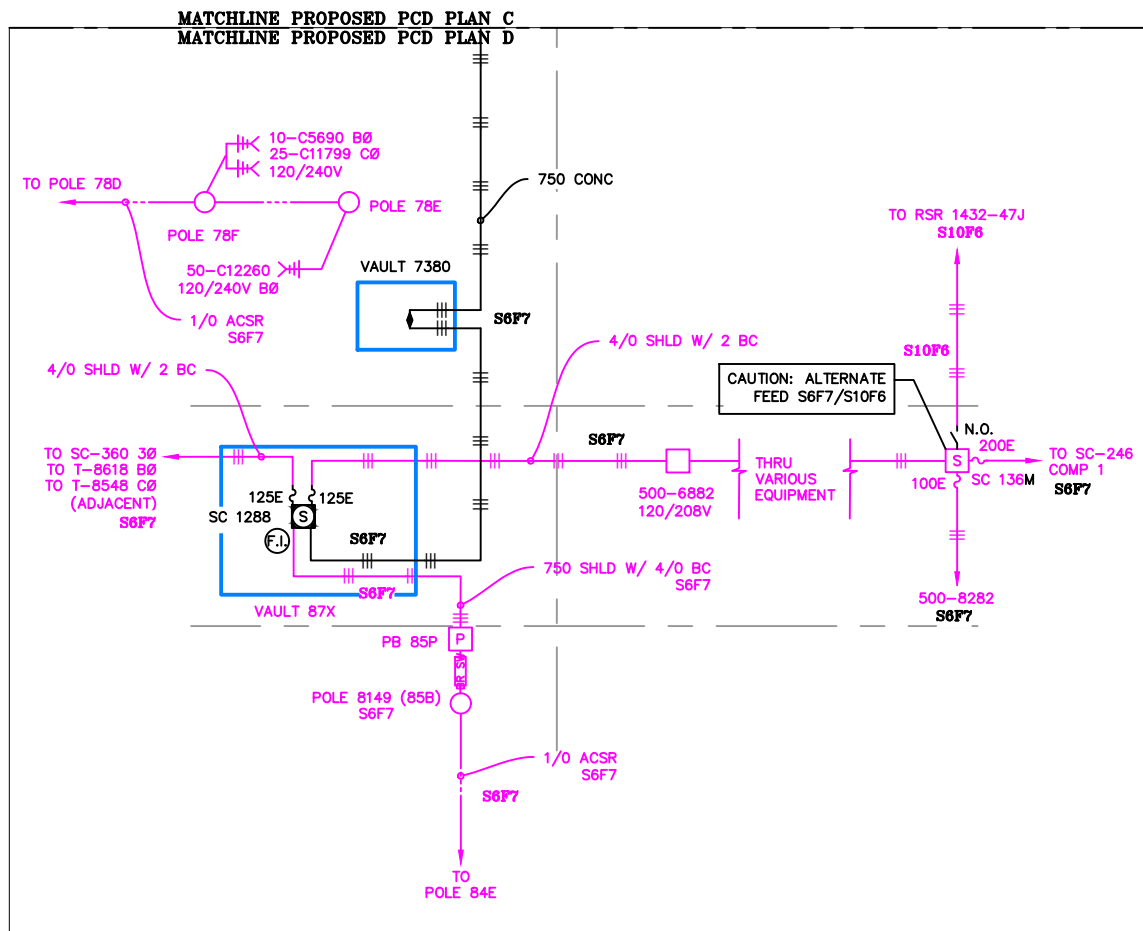 MATCHLINE PROPOSED PCD PLAN C
MATCHLINE PROPOSED PCD PLAN D
10-C5690 BØ
25-C11799 CØ
120/240V
TO POLE 78D
POLE 78E
POLE 78F
750 CONC
50-C12260
120/240V BØ
VAULT 7380
1/0 ACSR
S6F7
S6F7
TO RSR 1432-47J
S10F6
S10F6
4/0 SHLD W/ 2 BC
4/0 SHLD W/ 2 BC
CAUTION: ALTERNATE
FEED S6F7/S10F6
N.O.
200E
S
100E
SC 136M
TO SC-246
COMP 1
S6F7
TO SC-360 3Ø
TO T-8618 BØ
TO T-8548 CØ
(ADJACENT)
S6F7
S6F7
500-6882
120/208V
THRU
VARIOUS
EQUIPMENT
125E
125E
SC 1288
S
F.I.
S6F7
S6F7
VAULT 87X
750 SHLD W/ 4/0 BC
S6F7
500-8282
S6F7
PB 85P
P
POLE 8149 (85B)
S6F7
1/0 ACSR
S6F7
S6F7
TO
POLE 84E